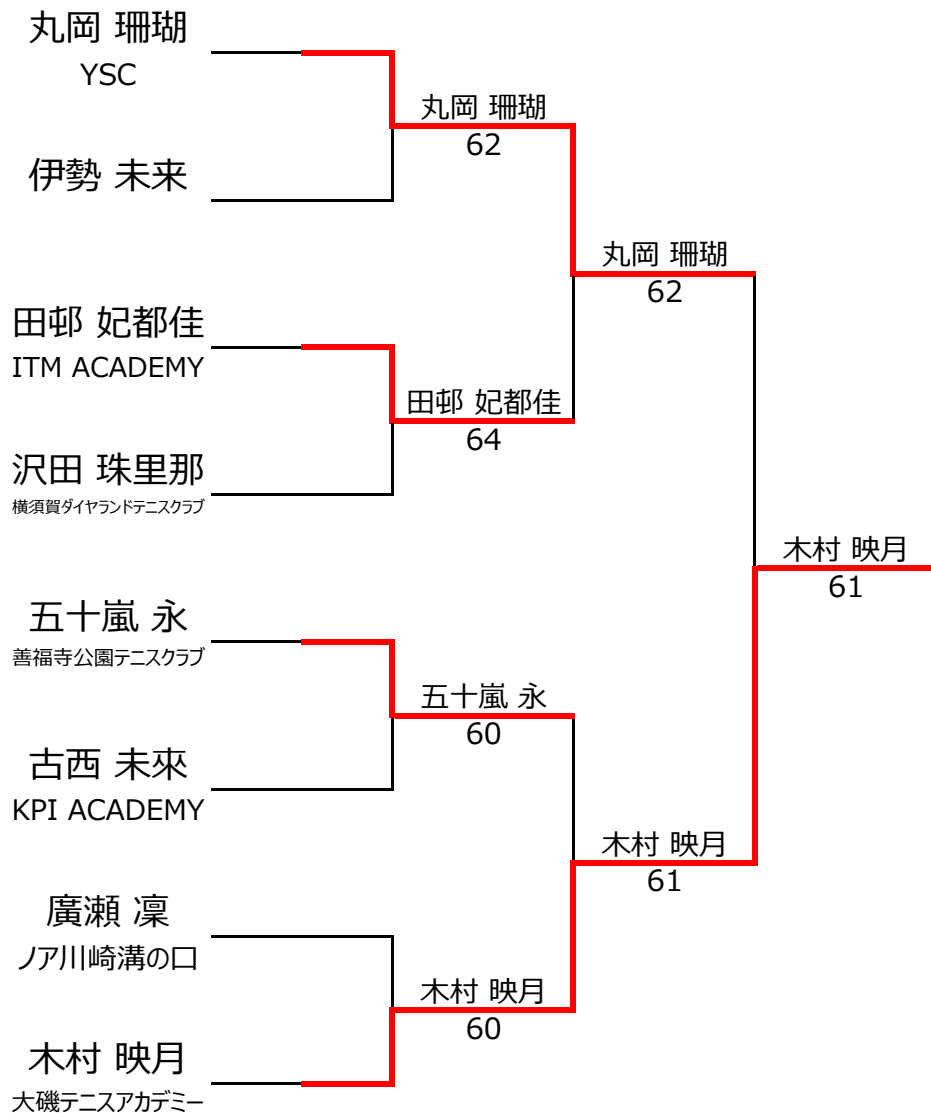 丸岡 珊瑚
YSC
伊勢 未来
田邨 妃都佳
ITM ACADEMY
沢田 珠里那
横須賀ダイヤランドテニスクラブ
五十嵐 永
善福寺公園テニスクラブ
古西 未來
KPI ACADEMY
廣瀬 凜
ノア川崎溝の口
木村 映月
大磯テニスアカデミー
丸岡 珊瑚
62
田邨 妃都佳
64
五十嵐 永
60
木村 映月
60
丸岡 珊瑚
62
木村 映月
61
木村 映月
61